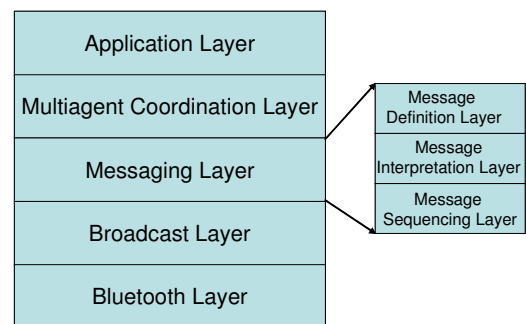 Application Layer
Multiagent Coordination Layer
Messaging Layer
Broadcast Layer
Bluetooth Layer
Message
Definition Layer
Message
Interpretation Layer
Message
Sequencing Layer